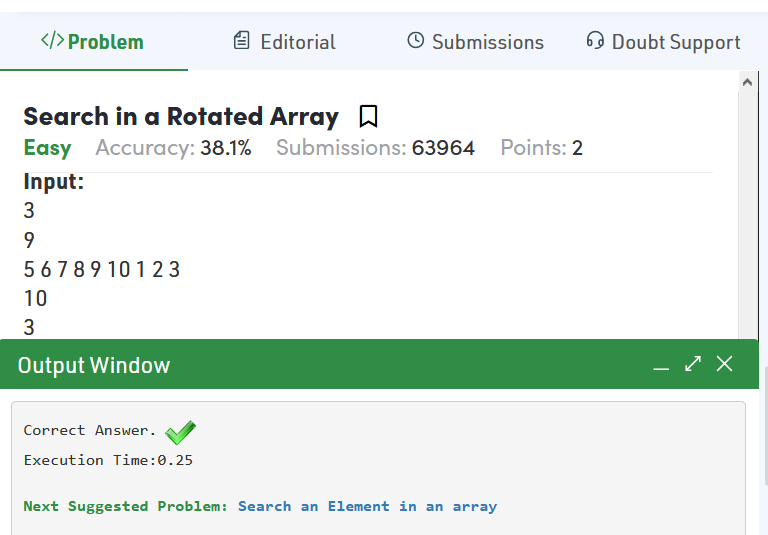 </>Problem Editorial Submissions Doubt Support
Search in a Rotated Array
Easy Accuracy: 38.1% Submissions: 63964 Points: 2
Input:
3
9
5 6 7 8 9 10 1 2 3
10
3
Output Window
Correct Answer.
Execution Time:0.25
Next Suggested Problem: Search an Element in an array